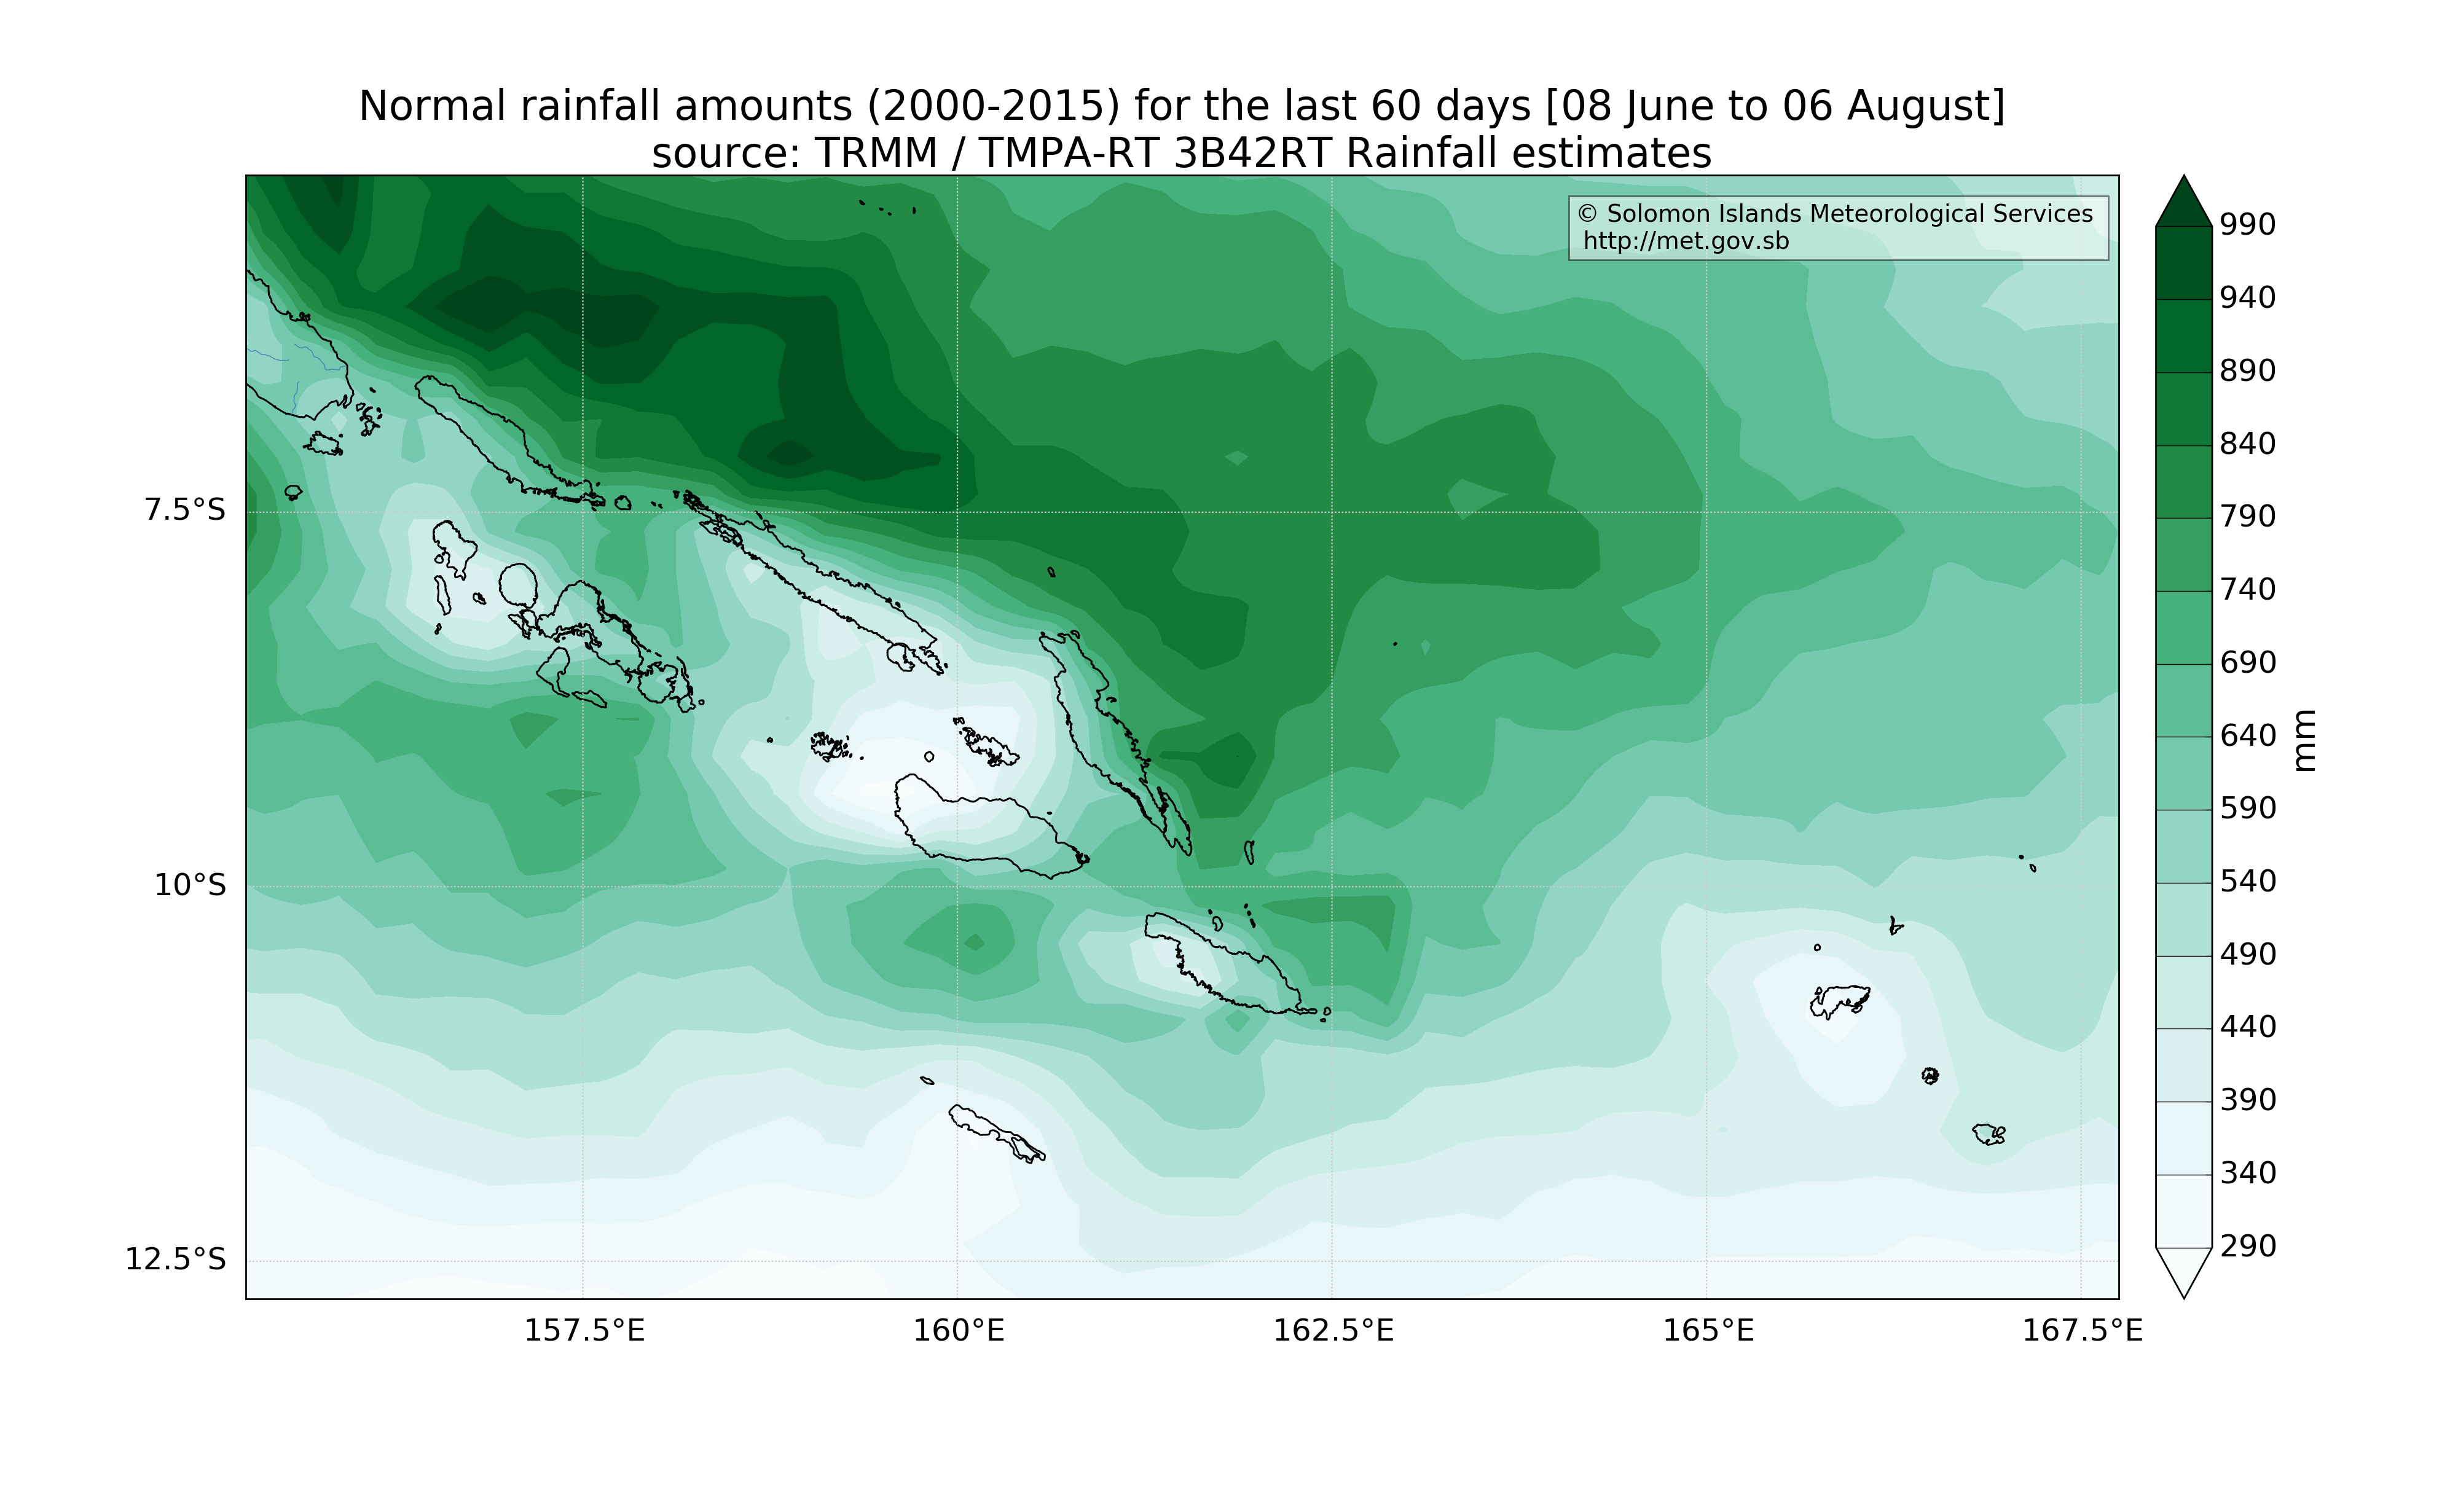 Normal rainfall amounts (2000-2015) for the last 60 days [08 June to 06 August]
source: TRMM / TMPA-RT 3B42RT Rainfall estimates
© Solomon Islands Meteorological Services
http://met.gov.sb
7.5°S
10°S
12.5°S
157.5°E
160°E
162.5°E
165°E
167.5°E
990
940
890
840
790
740
690
640
590
540
490
440
390
340
290
mm